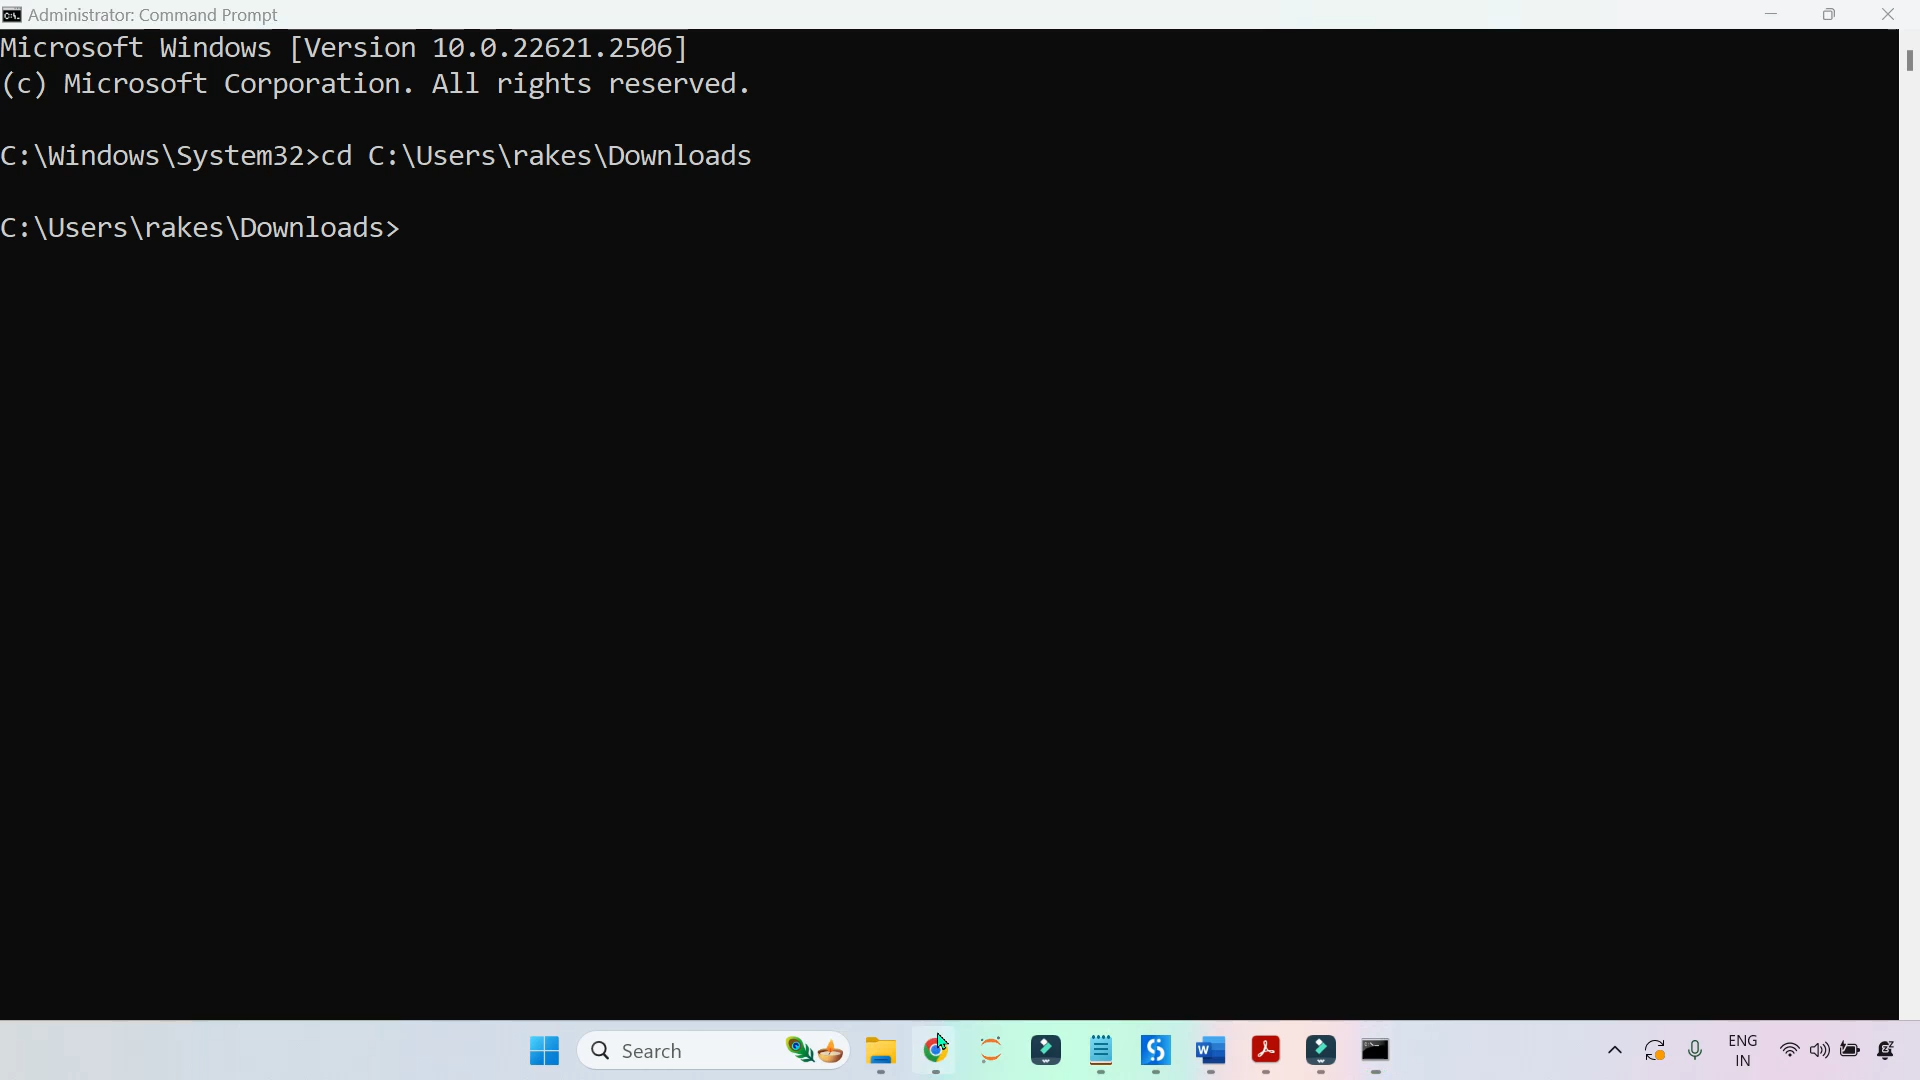 Administrator: Command Prompt
Microsoft Windows [Version 10.0.22621.2506]
(c) Microsoft Corporation. All rights reserved.
C:\Windows\System32>cd C:\Users\rakes\Downloads
C:\Users\rakes\Downloads>
Search
ENG
IN